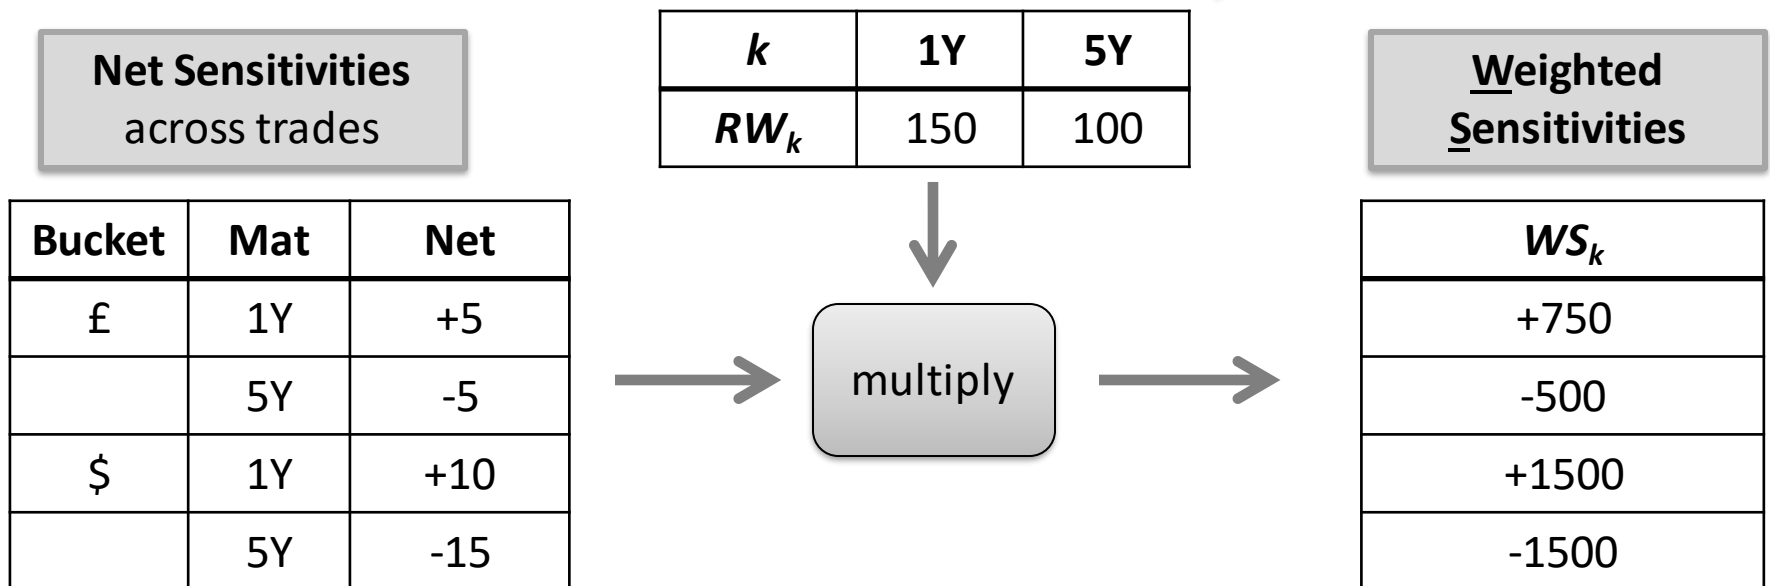 Net Sensitivities
across trades
k 1Y 5Y
RWk 150 100
Weighted
Sensitivities
Bucket Mat Net
£ 1Y +5
5Y -5
$ 1Y +10
5Y -15
multiply
WSk
+750
-500
+1500
-1500